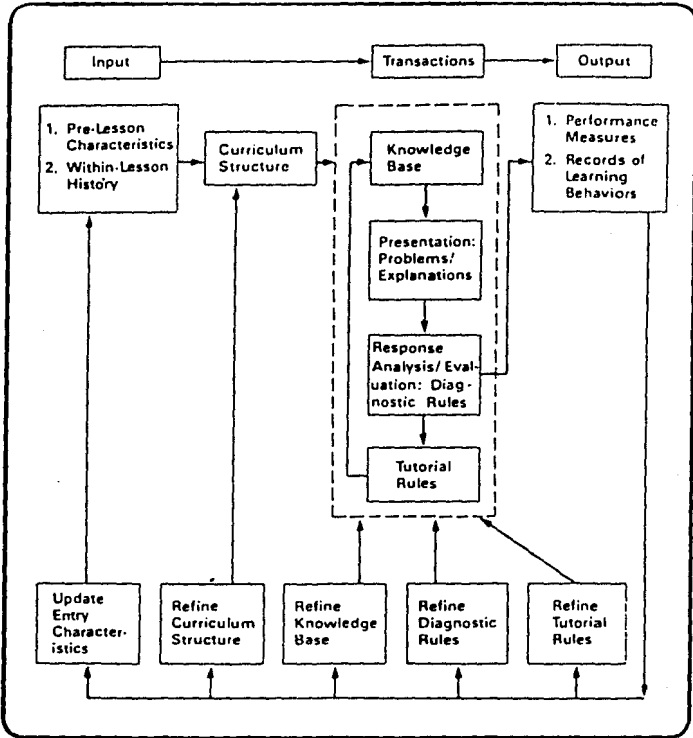 Input
Transactions
Output
1. Pre-Lesson
Characteristics
2. Within-Lesson
History
Curriculum
Structure
Knowledge
Base
Presentation:
Problems/
Explanations
Response
Analysis/Eval-
uation: Diag-
nostic Rules
Tutorial
Rules
1. Performance
Measures
2. Records of
Learning
Behaviors
Update
Entry
Character-
istics
Refine
Curriculum
Structure
Refine
Knowledge
Base
Refine
Diagnostic
Rules
Refine
Tutorial
Rules